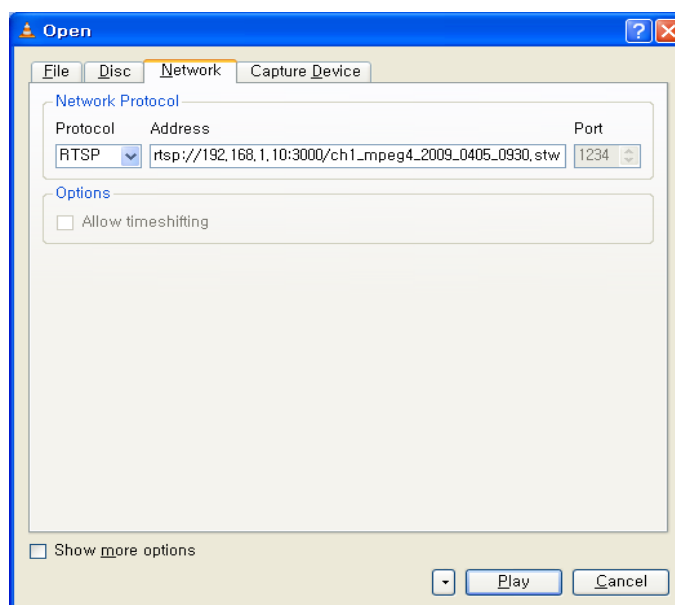 Open
File Disc Network Capture Device
Network Protocol
Protocol Address Port
RTSP rtsp://192,168,1,10:3000/ch1_mpeg4_2009_0405_0930,stw 1234
Options
Allow timeshifting
Show more options
Play Cancel